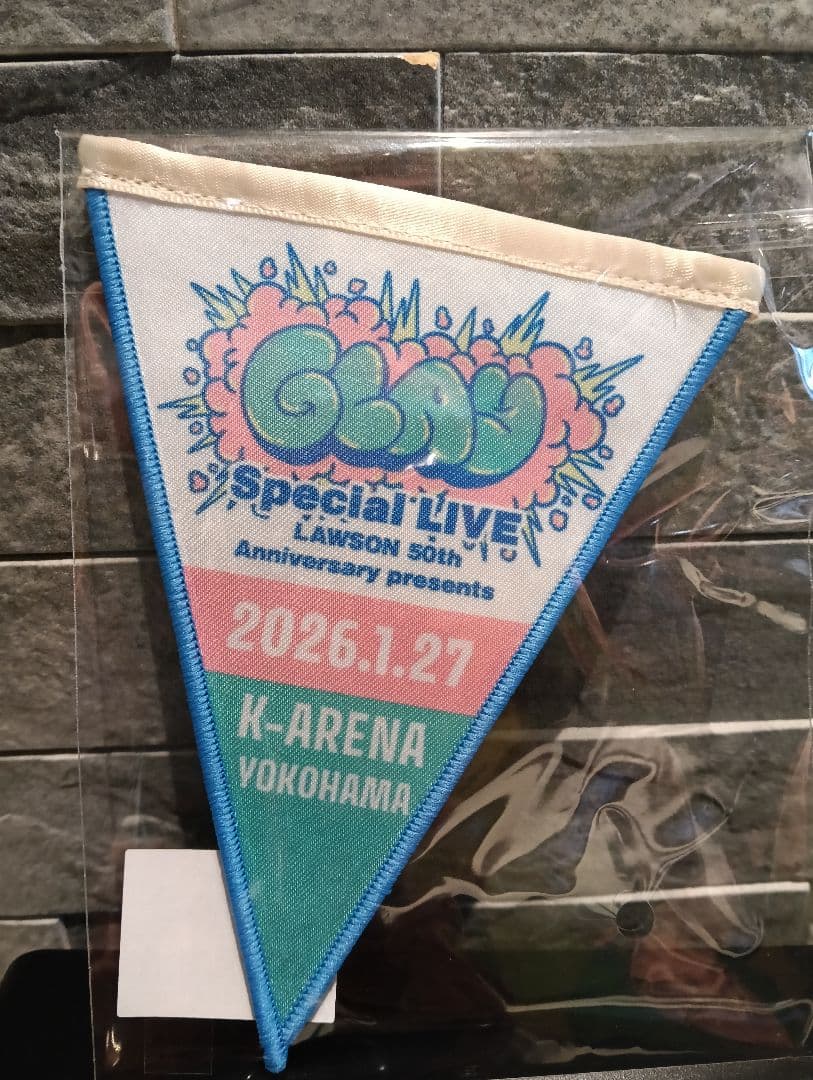 GLAY
Special LIVE
LAWSON 50th
Anniversary presents
2026.1.27
K-ARENA
YOKOHAMA